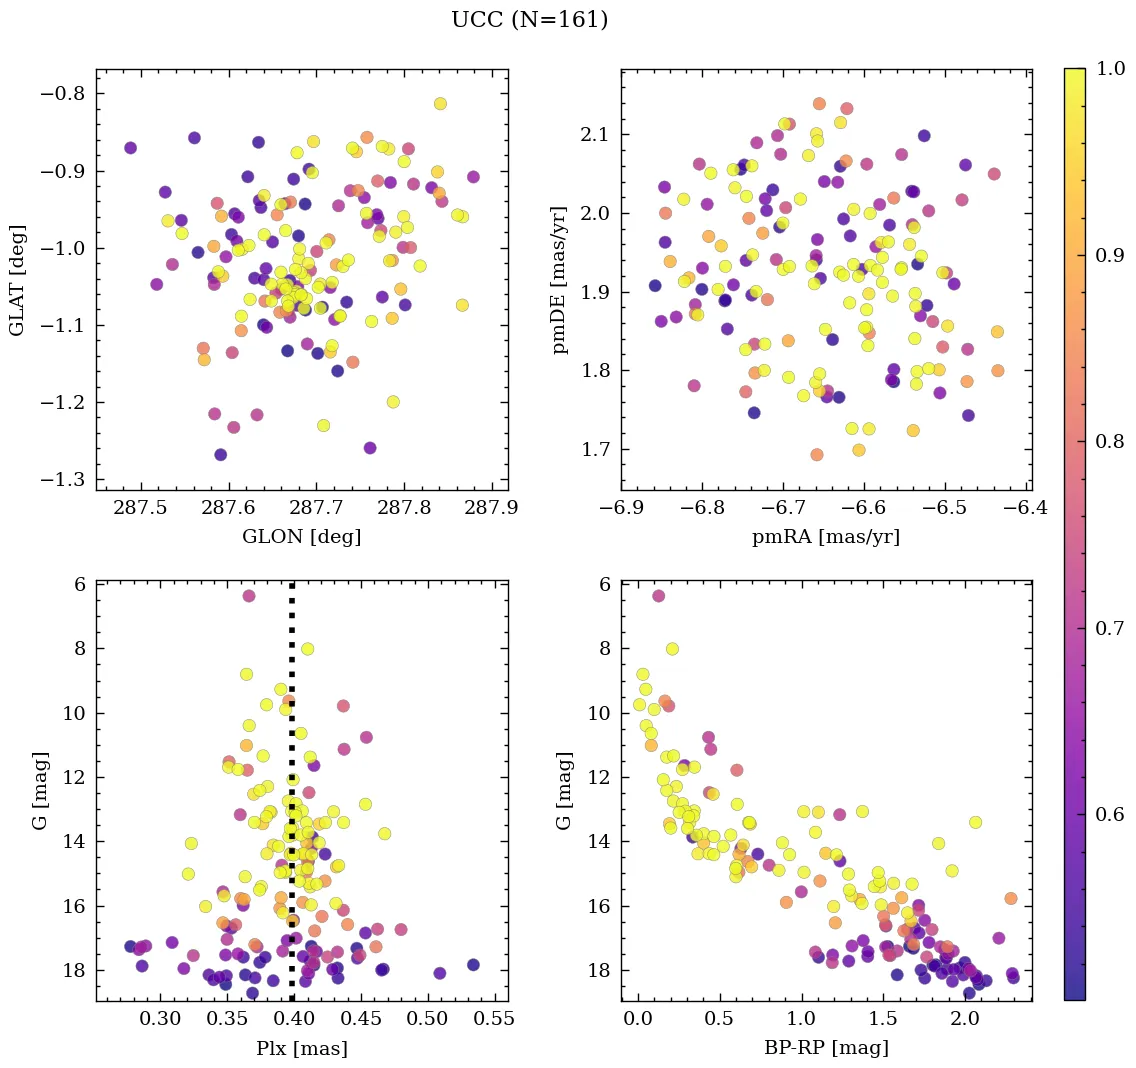 UCC (N=161)
−0.8
−0.9
−1.0
−1.1
−1.2
−1.3
GLAT [deg]
287.5 287.6 287.7 287.8 287.9
GLON [deg]
2.1
2.0
1.9
1.8
1.7
pmDE [mas/yr]
−6.9 −6.8 −6.7 −6.6 −6.5 −6.4
pmRA [mas/yr]
6
8
10
12
14
16
18
G [mag]
0.30 0.35 0.40 0.45 0.50 0.55
Plx [mas]
6
8
10
12
14
16
18
G [mag]
0.0 0.5 1.0 1.5 2.0
BP-RP [mag]
1.0
0.9
0.8
0.7
0.6